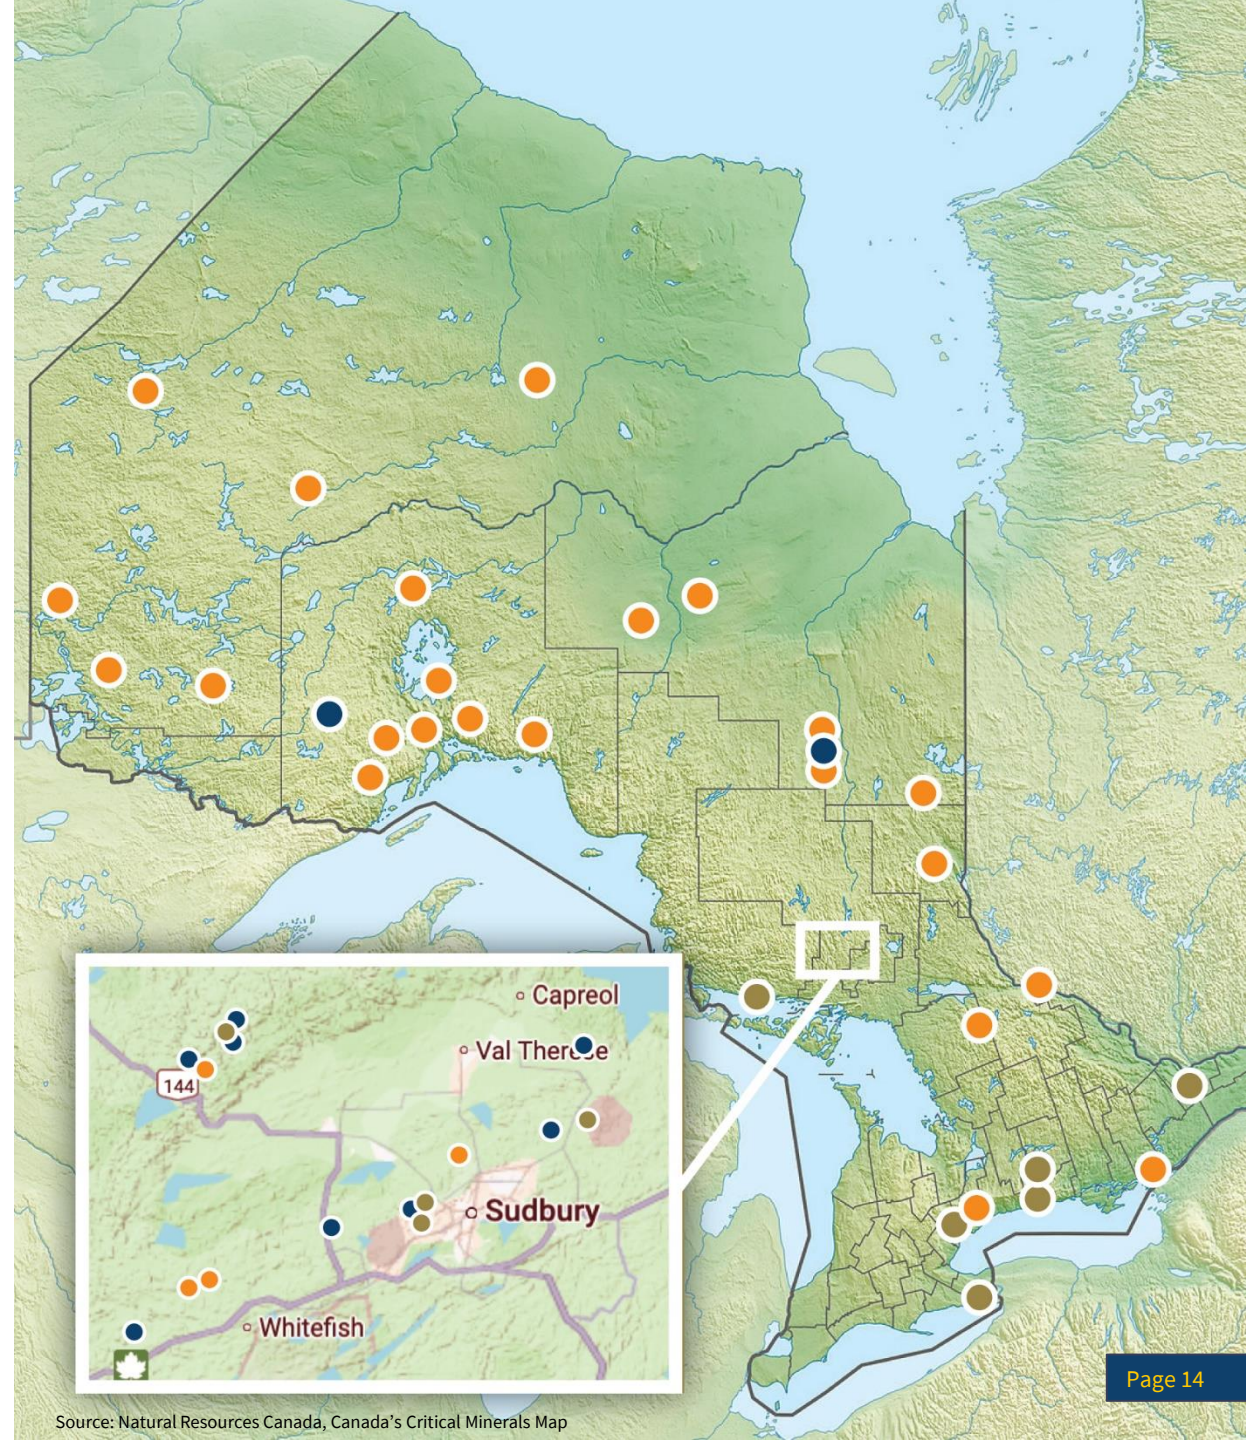 Capreol
Val Therese
144
Sudbury
Whitefish
Page 14
Source: Natural Resources Canada, Canada’s Critical Minerals Map